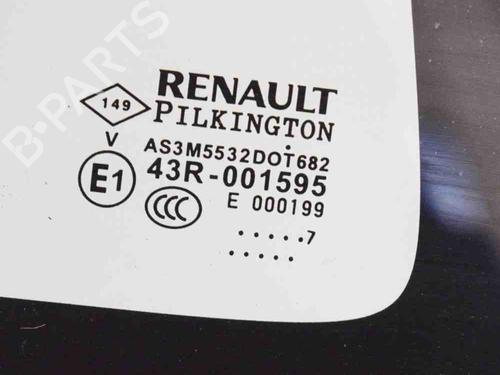 B-PARTS
RENAULT
149
PILKINGTON
V
AS3M5532DOT682
E1
43R-001595
CCC
E 000199
.....7
.....